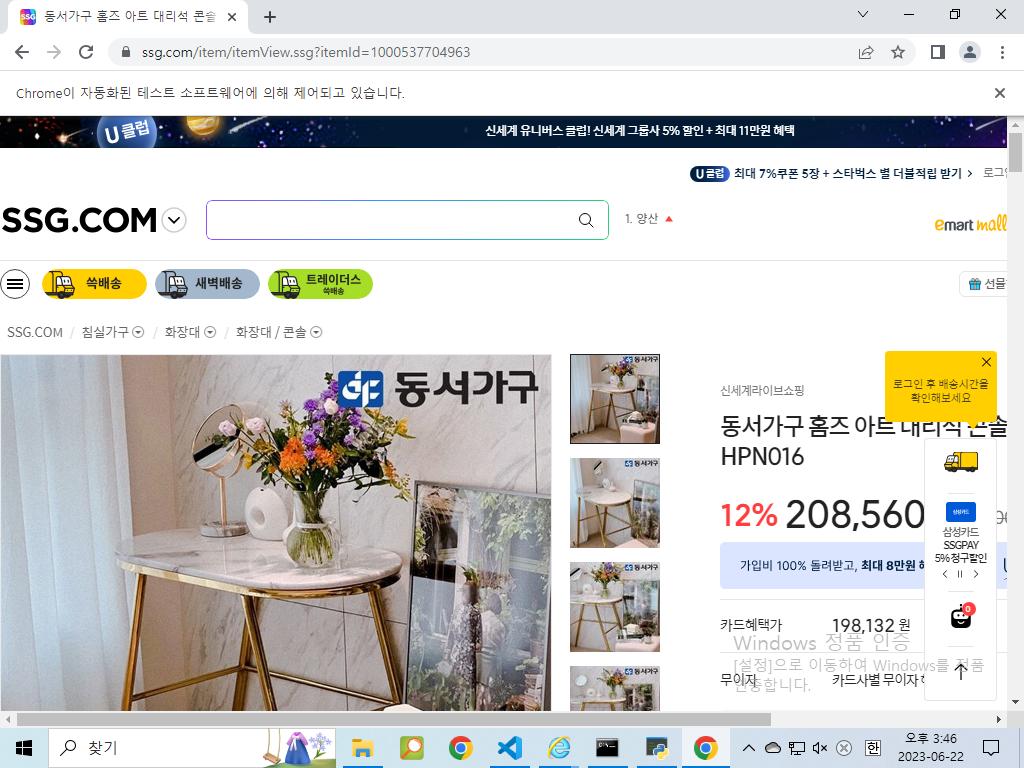 동서가구 홈즈 아트 대리석 콘솔
ssg.com/item/itemView.ssg?itemId=1000537704963
Chrome이 자동화된 테스트 소프트웨어에 의해 제어되고 있습니다.
U 클럽
신세계 유니버스 클럽! 신세계 그룹사 5% 할인 + 최대 11만원 혜택
U 클럽 최대 7%쿠폰 5장 + 스타벅스 별 더블적립 받기 >
로그인
SSG.COM
1. 양산
emart mall
쓱배송
새벽배송
트레이더스
쓱배송
선물
SSG.COM / 침실가구 / 화장대 / 화장대 / 콘솔
동서가구
신세계라이브쇼핑
로그인 후 배송시간을
확인해보세요
동서가구 홈즈 아트 대리석 콘솔
HPN016
12% 208,560
삼성카드
삼성카드
SSGPAY
5% 청구할인
가입비 100% 돌려받고, 최대 8만원
0
카드혜택가 198,132 원
Windows 정품 인증
[설정]으로 이동하여 Windows를 정품
인증합니다.
무이자 카드사별 무이자
찾기
오후 3:46
2023-06-22
한